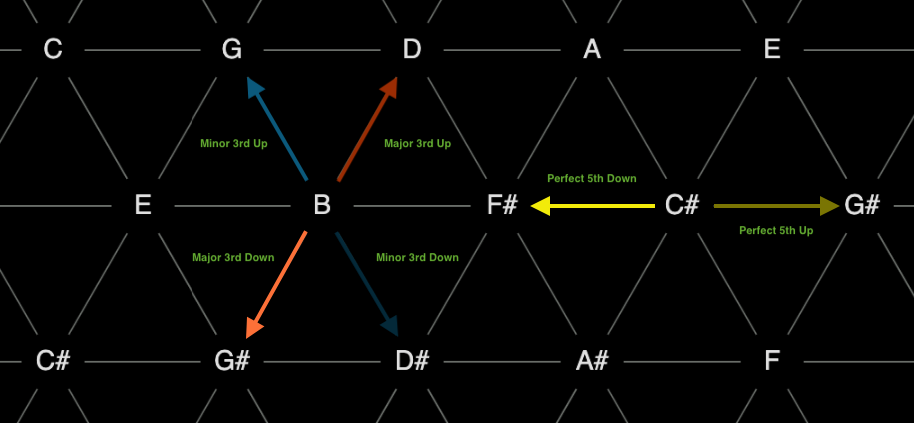 C G D A E
Minor 3rd Up Major 3rd Up
Perfect 5th Down
E B F# C# G#
Perfect 5th Up
Major 3rd Down Minor 3rd Down
C# G# D# A# F